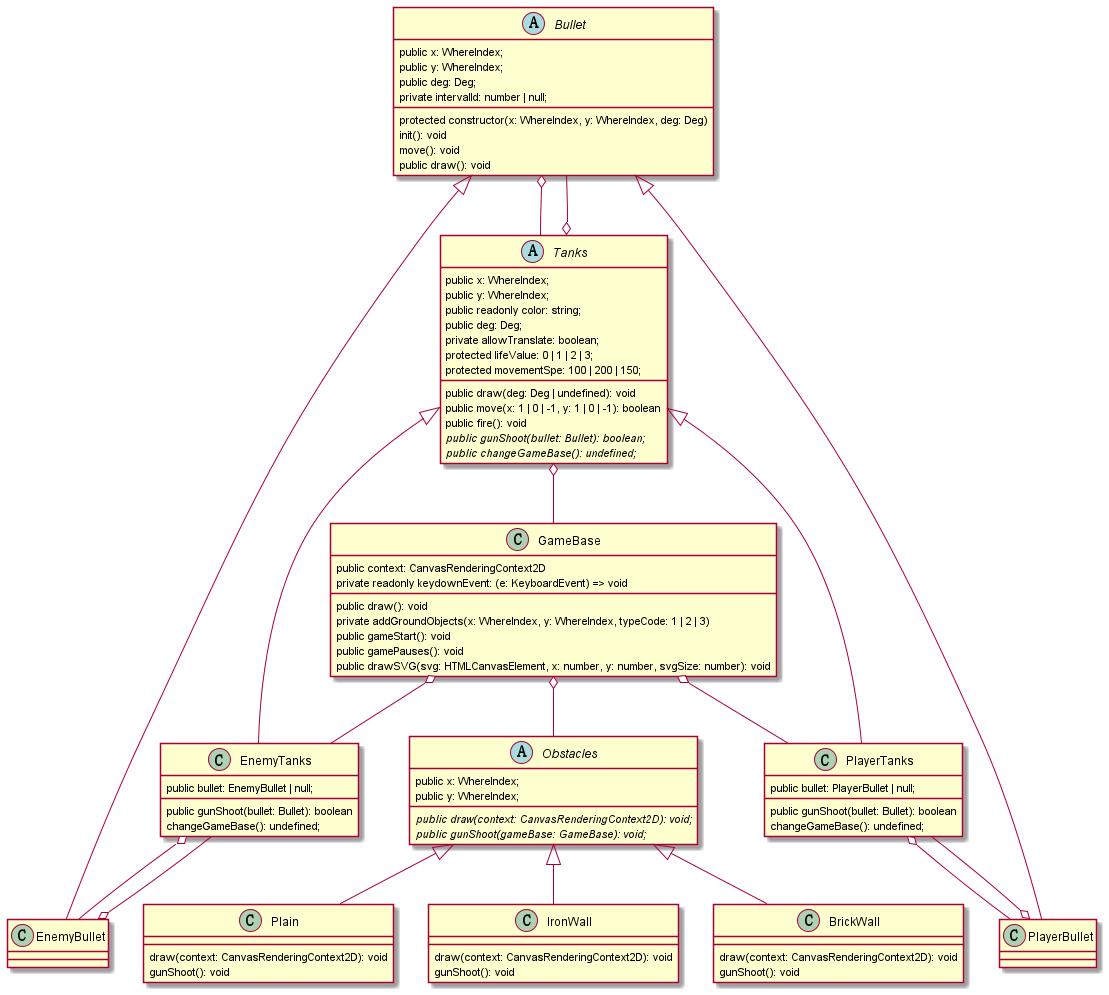 A Bullet
public x: WhereIndex;
public y: WhereIndex;
public deg: Deg;
private intervalId: number | null;
protected constructor(x: WhereIndex, y: WhereIndex, deg: Deg)
init(): void
move(): void
public draw(): void
A Tanks
public x: WhereIndex;
public y: WhereIndex;
public readonly color: string;
public deg: Deg;
private allowTranslate: boolean;
protected lifeValue: 0 | 1 | 2 | 3;
protected movementSpe: 100 | 200 | 150;
public draw(deg: Deg | undefined): void
public move(x: 1 | 0 | -1, y: 1 | 0 | -1): boolean
public fire(): void
public gunShoot(bullet: Bullet): boolean;
public changeGameBase(): undefined;
C GameBase
public context: CanvasRenderingContext2D
private readonly keydownEvent: (e: KeyboardEvent) => void
public draw(): void
private addGroundObjects(x: WhereIndex, y: WhereIndex, typeCode: 1 | 2 | 3)
public gameStart(): void
public gamePauses(): void
public drawSVG(svg: HTMLCanvasElement, x: number, y: number, svgSize: number): void
C EnemyTanks
public bullet: EnemyBullet | null;
public gunShoot(bullet: Bullet): boolean
changeGameBase(): undefined;
A Obstacles
public x: WhereIndex;
public y: WhereIndex;
public draw(context: CanvasRenderingContext2D): void;
public gunShoot(gameBase: GameBase): void;
C PlayerTanks
public bullet: PlayerBullet | null;
public gunShoot(bullet: Bullet): boolean
changeGameBase(): undefined;
C EnemyBullet
C Plain
draw(context: CanvasRenderingContext2D): void
gunShoot(): void
C IronWall
draw(context: CanvasRenderingContext2D): void
gunShoot(): void
C BrickWall
draw(context: CanvasRenderingContext2D): void
gunShoot(): void
C PlayerBullet